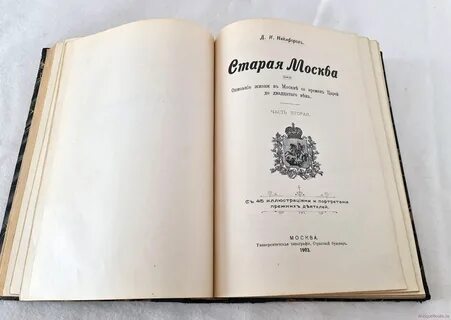 Д. И. Никифоровъ.
Старая Москва
Описаніе жизни въ Москвѣ со временъ Царей
до двадцатаго вѣка.
ЧАСТЬ ВТОРАЯ.
Съ 45 иллюстраціями и портретами
прежнихъ дѣятелей.
МОСКВА.
Университетская типографія, Страстной бульваръ.
1903.